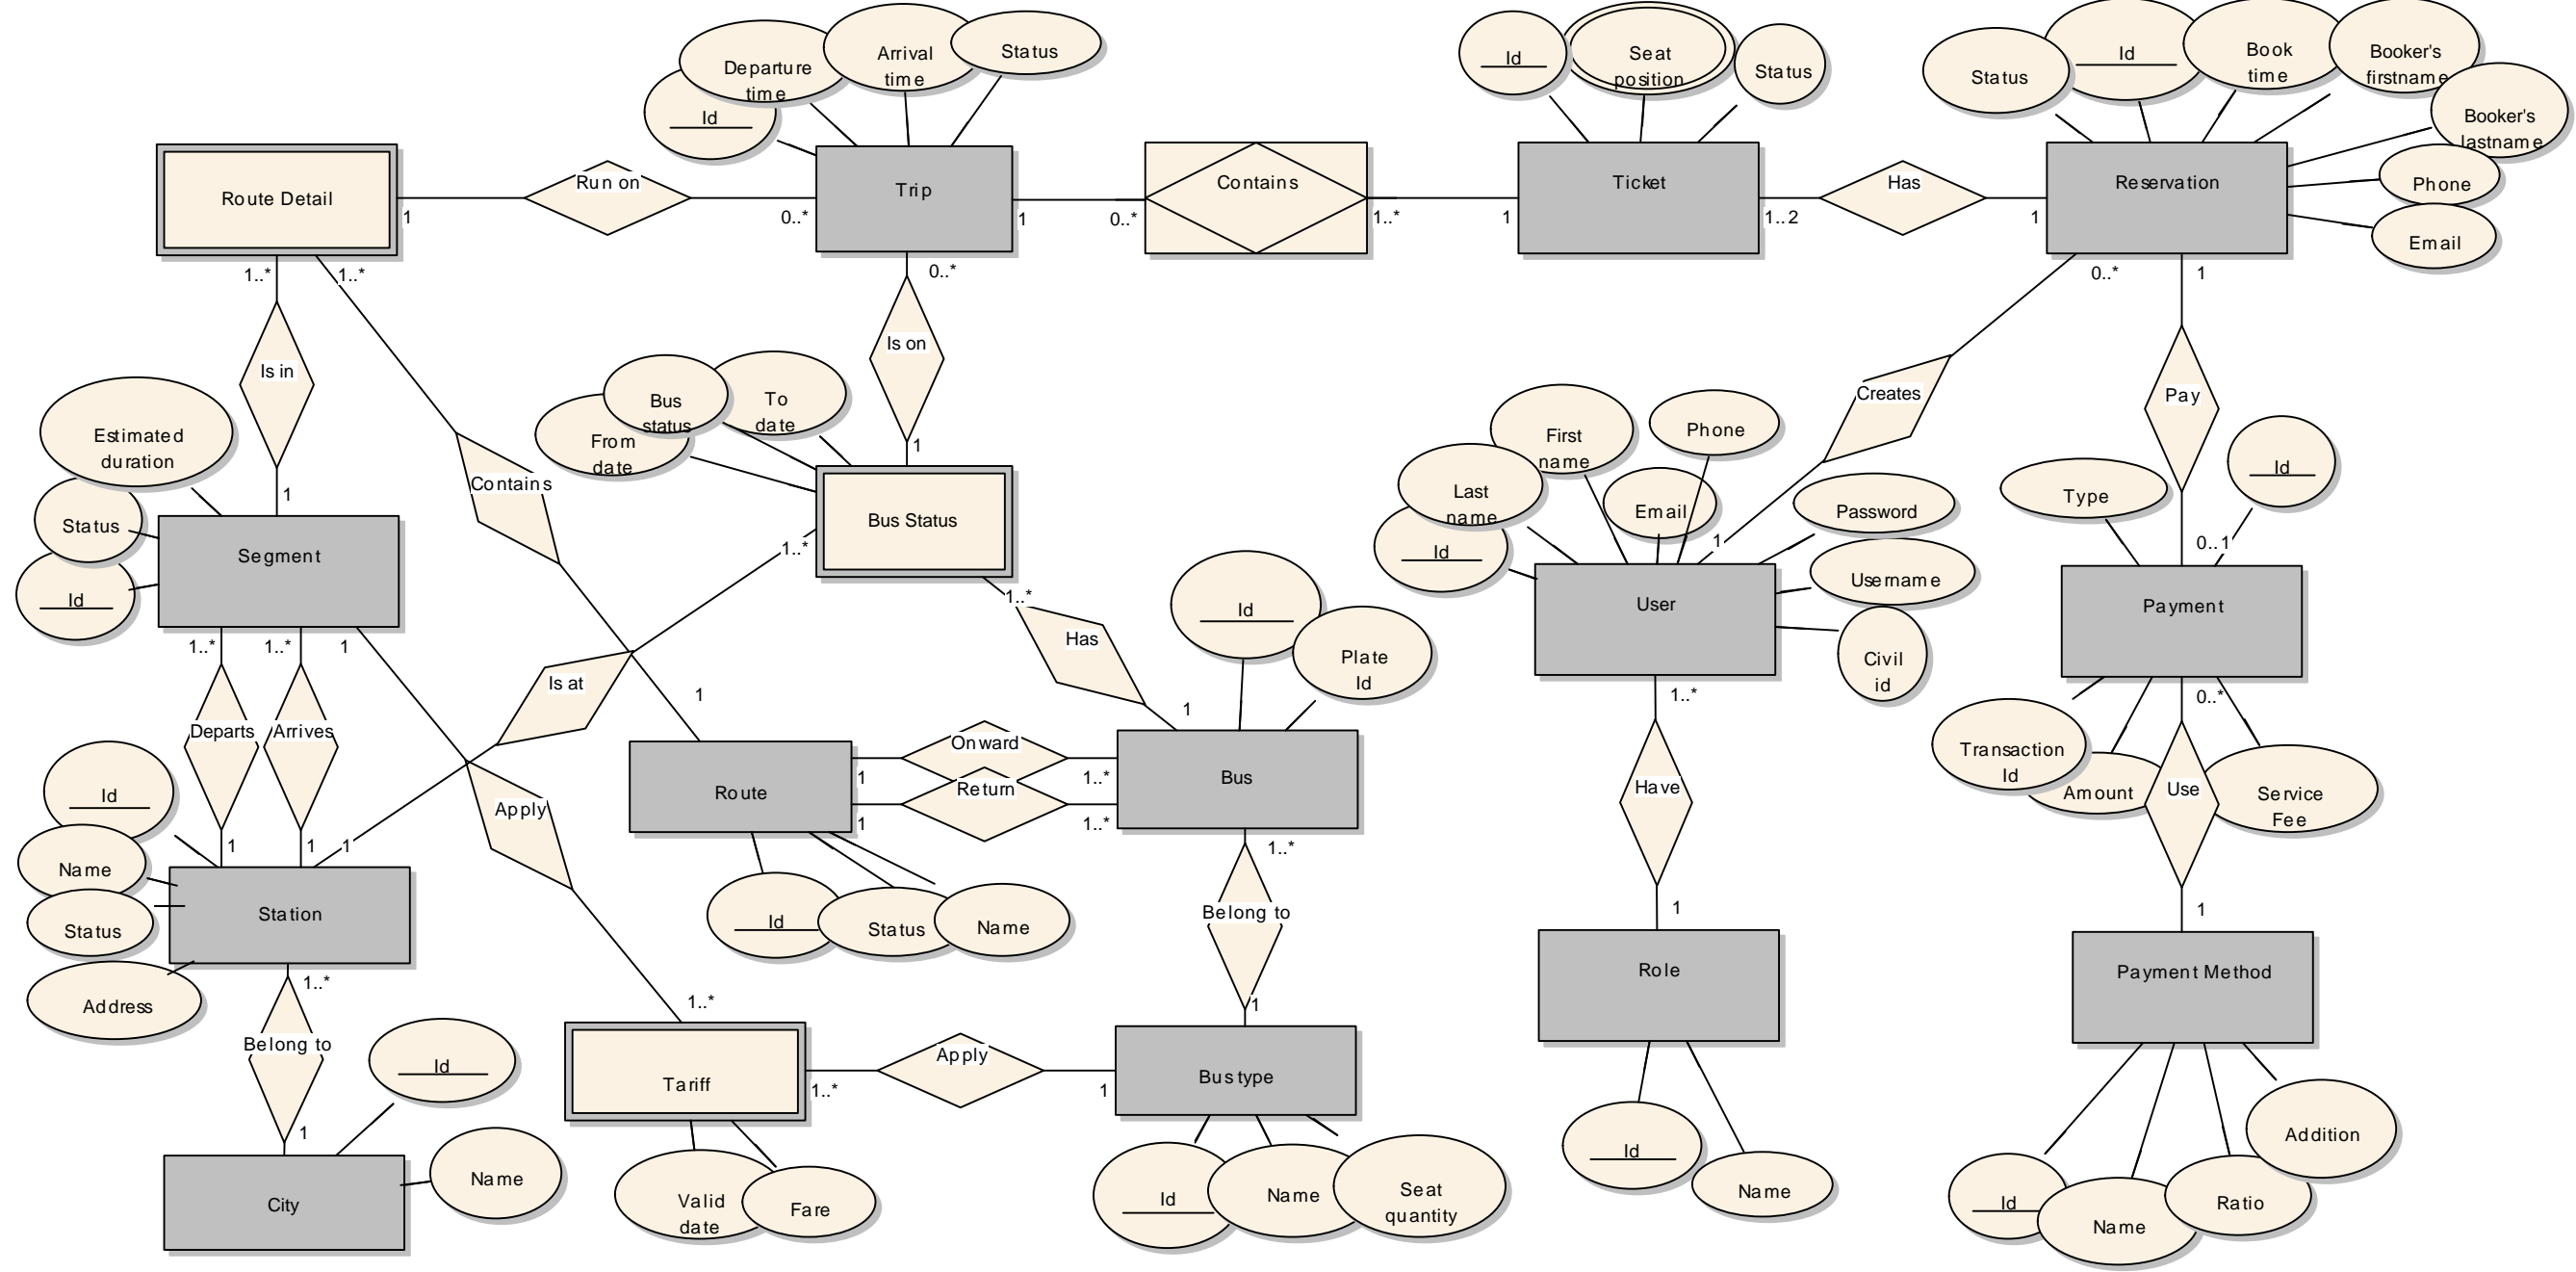 Departure
time
Arrival
time
Status
Id
Id
Seat
position
Status
Status
Id
Book
time
Booker's
firstname
Booker's
lastname
Phone
Email
Route Detail
1
Run on
0..*
Trip
1
0..*
Contains
1..*
1
Ticket
1..2
Has
1
Reservation
1..*
1..*
0..*
0..*
1
Is in
Is on
Creates
Pay
Estimated
duration
Status
Id
1
Segment
Contains
From
date
Bus
status
To
date
1
Bus Status
1..*
1..*
Has
1
Id
Plate
Id
Last
name
First
name
Phone
Email
Id
Password
Username
Civil
id
1
User
Type
Id
0..1
Payment
1..*
1..*
1
Departs
Arrives
Is at
1
1
1
1
Apply
Route
1
Onward
1..*
1
Return
1..*
Bus
1..*
Have
1
0..*
Transaction
Id
Amount
Use
Service
Fee
1
Id
Name
Status
Address
Station
Id
Status
Name
1..*
Belong to
1
Role
Payment Method
1..*
Belong to
1
Id
Name
City
1..*
Tariff
1..*
Apply
1
Bus type
Valid
date
Fare
Id
Name
Seat
quantity
Id
Name
Id
Name
Ratio
Addition